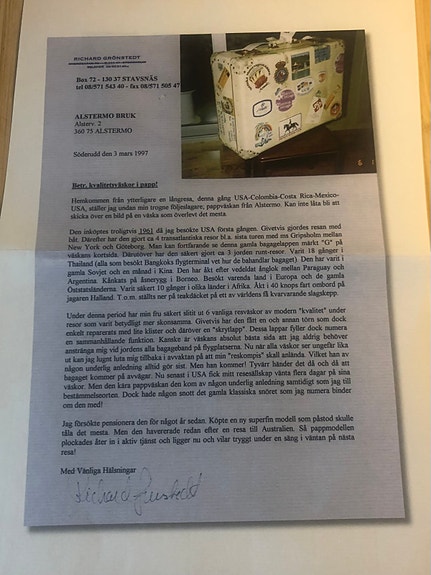 RICHARD GRÖNSTEDT
Box 72 - 130 37 STAVSNÄS
tel 08/571 543 40 - fax 08/571 505 47
ALSTERMO BRUK
Alsterv. 2
360 75 ALSTERMO
Söderudd den 3 mars 1997
Betr. kvalitetsväskor i papp!
Hemkommen från ytterligare en långresa, denna gång USA-Colombia-Costa Rica-Mexico-
USA, ställer jag undan min trogne följeslagare; pappväskan från Alstermo. Kan inte låta bli att
skicka över en bild på en väska som överlevt det mesta.
Den inköptes troligtvis 1961 då jag besökte USA första gången. Givetvis gjordes resan med
båt. Därefter har den gjort ca 4 transatlantiska resor bl.a. sista turen med ms Gripsholm mellan
New York och Göteborg. Man kan fortfarande se denna gamla bagagelappen märkt "G" på
väskans kortsida. Därutöver har den säkert gjort ca 3 jorden runt-resor. Varit 18 gånger i
Thailand (alla som besökt Bangkoks flygterminal vet hur de behandlar bagaget). Den har varit i
gamla Sovjet och en månad i Kina. Den har åkt efter vedeldat ånglok mellan Paraguay och
Argentina. Kånkats på åsnerygg i Borneo. Besökt varenda land i Europa och de gamla
Öststatsländerna. Varit säkert 10 gånger i olika länder i Afrika. Åkt i 40 knops fart ombord på
jagaren Halland. T.o.m. ställts ner på teakdäcket på ett av världens få kvarvarande slagskepp.
Under denna period har min fru säkert slitit ut 6 vanliga resväskor av modern "kvalitet" under
resor som varit betydligt mer skonsamma. Givetvis har den fått en och annan törn som dock
enkelt reparerats med lite klister och däröver en "skrytlapp". Dessa lappar fyller dock numera
en sammanhållande funktion. Kanske är väskans absolut bästa sida att jag aldrig behöver
anstränga mig vid jordens alla bagageband på flygplatserna. Nu när alla väskor ser ungefär lika
ut kan jag lugnt luta mig tillbaka i avvaktan på att min "reskompis" skall anlända. Vilket han av
någon underlig anledning alltid gör sist. Men han kommer! Tyvärr händer det då och då att
bagaget kommer på avvägar. Nu senast i USA fick mitt resesällskap vänta flera dagar på sina
väskor. Men den kära pappväskan den kom av någon underlig anledning samtidigt som jag till
bestämmelseorten. Dock hade någon snott det gamla klassiska snöret som jag numera binder
om den med!
Jag försökte pensionera den för något år sedan. Köpte en ny superfin modell som påstod skulle
tåla det mesta. Men den havererade redan efter en resa till Australien. Så pappmodellen
plockades åter in i aktiv tjänst och ligger nu och vilar tryggt under en säng i väntan på nästa
resa!
Med Vänliga Hälsningar